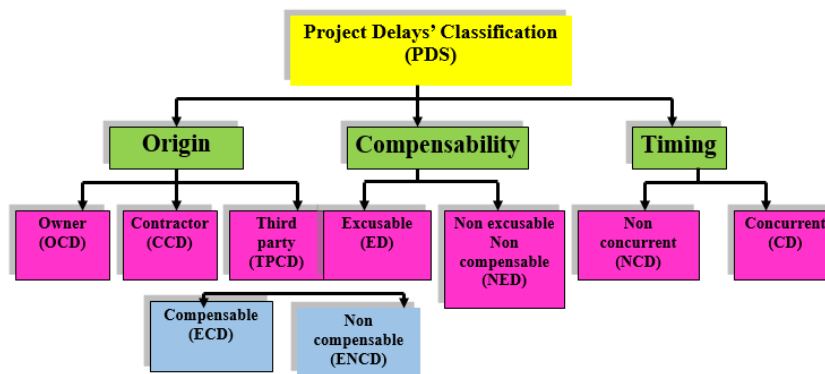 Project Delays' Classification
(PDS)
Origin
Compensability
Timing
Owner
(OCD)
Contractor
(CCD)
Third
party
(TPCD)
Excusable
(ED)
Non excusable
Non
compensable
(NED)
Non
concurrent
(NCD)
Concurrent
(CD)
Compensable
(ECD)
Non
compensable
(ENCD)